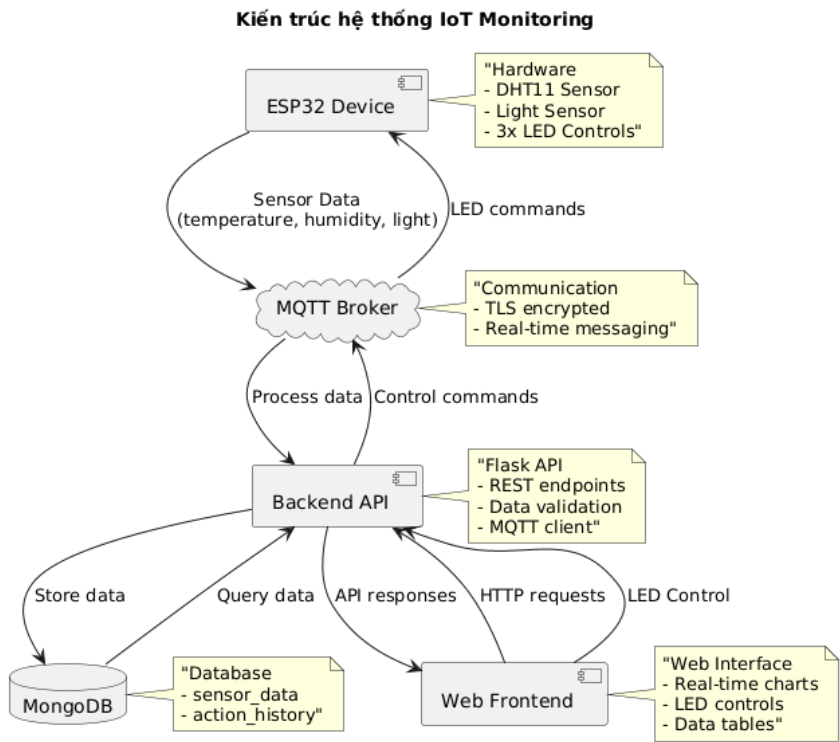 Kiến trúc hệ thống IoT Monitoring
ESP32 Device
"Hardware
- DHT11 Sensor
- Light Sensor
- 3x LED Controls"
Sensor Data
(temperature, humidity, light)
LED commands
MQTT Broker
"Communication
- TLS encrypted
- Real-time messaging"
Process data
Control commands
Backend API
"Flask API
- REST endpoints
- Data validation
- MQTT client"
Store data
Query data
API responses
HTTP requests
LED Control
MongoDB
"Database
- sensor_data
- action_history"
Web Frontend
"Web Interface
- Real-time charts
- LED controls
- Data tables"